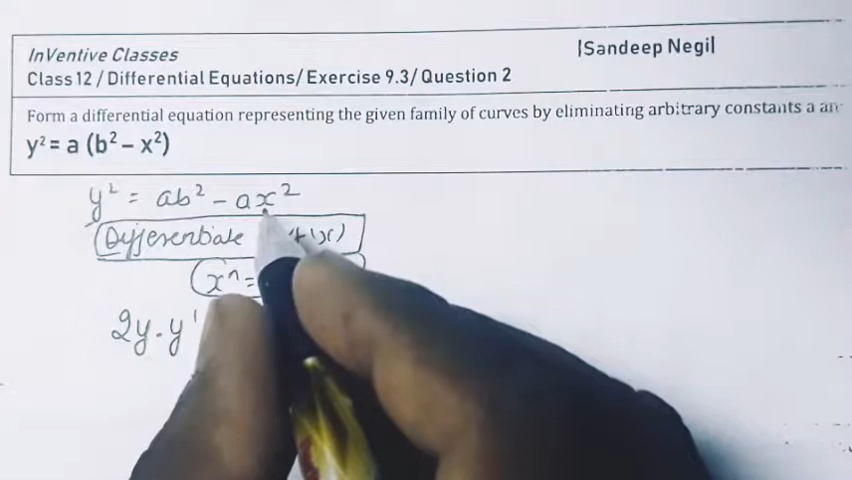 InVentive Classes
|Sandeep Negi|
Class 12 / Differential Equations/ Exercise 9.3/ Question 2
Form a differential equation representing the given family of curves by eliminating arbitrary constants a an
y² = a (b² – x²)
y² = ab² - ax²
Differentiate
(xⁿ =
2y . y'